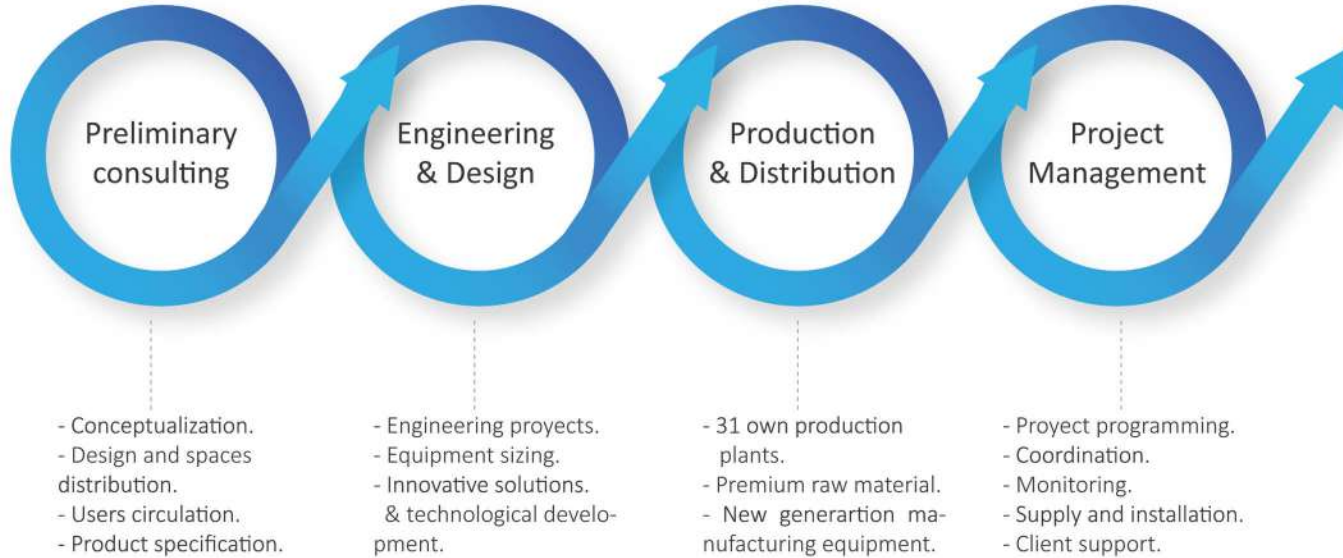 Preliminary
consulting
Engineering
& Design
Production
& Distribution
Project
Management
- Conceptualization.
- Design and spaces
distribution.
- Users circulation.
- Product specification.
- Engineering proyects.
- Equipment sizing.
- Innovative solutions.
& technological develo-
pment.
- 31 own production
plants.
- Premium raw material.
- New generartion ma-
nufacturing equipment.
- Proyect programming.
- Coordination.
- Monitoring.
- Supply and installation.
- Client support.